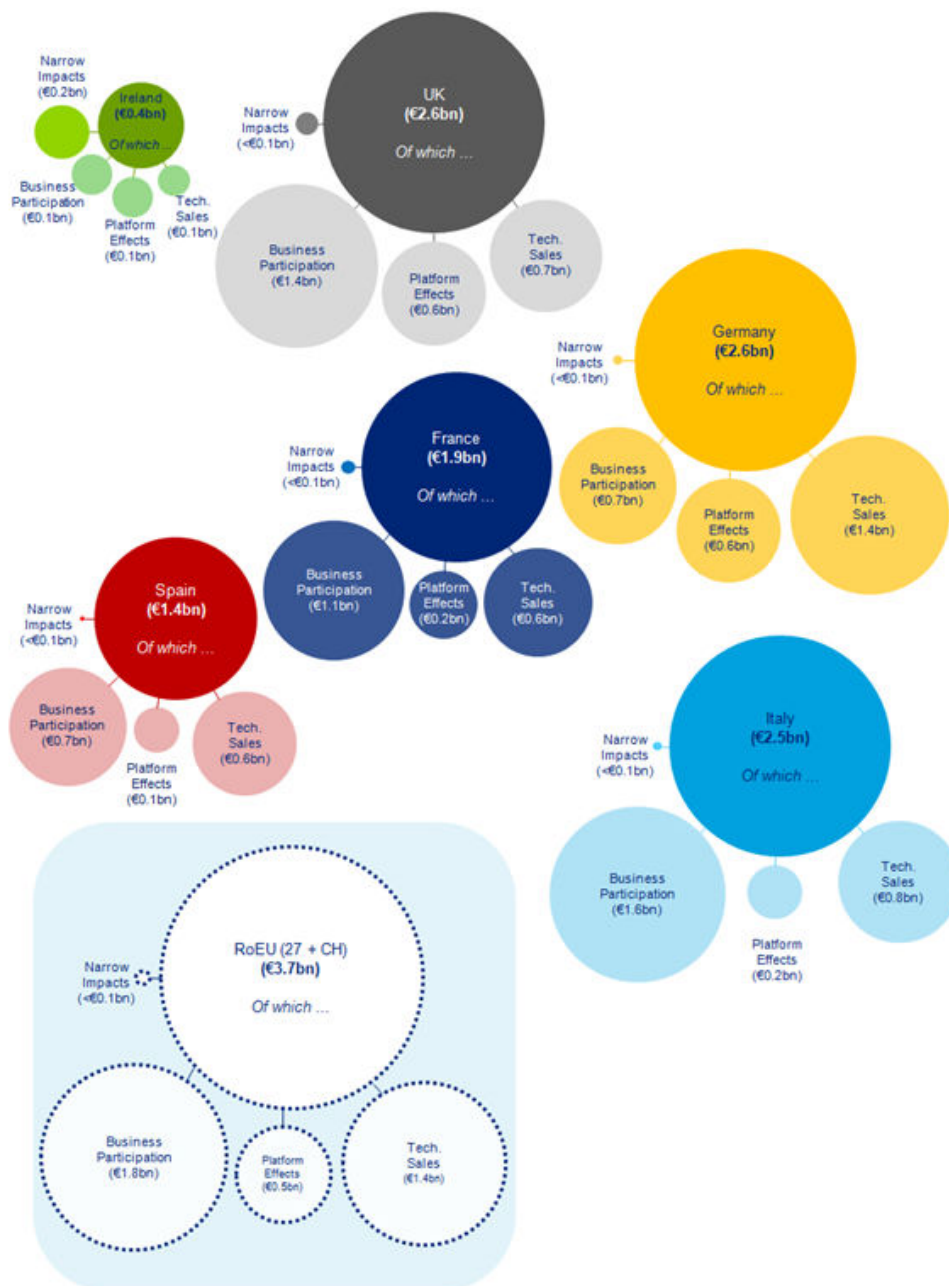 Narrow
Impacts
(€0.2bn)
Ireland
(€0.4bn)
Of which ...
Business
Participation
(€0.1bn)
Platform
Effects
(€0.1bn)
Tech.
Sales
(€0.1bn)
UK
(€2.6bn)
Of which ...
Narrow
Impacts
(<€0.1bn)
Business
Participation
(€1.4bn)
Platform
Effects
(€0.6bn)
Tech.
Sales
(€0.7bn)
Germany
(€2.6bn)
Of which ...
Narrow
Impacts
(<€0.1bn)
Business
Participation
(€0.7bn)
Platform
Effects
(€0.6bn)
Tech.
Sales
(€1.4bn)
France
(€1.9bn)
Of which ...
Narrow
Impacts
(<€0.1bn)
Business
Participation
(€1.1bn)
Platform
Effects
(€0.2bn)
Tech.
Sales
(€0.6bn)
Spain
(€1.4bn)
Of which ...
Narrow
Impacts
(<€0.1bn)
Business
Participation
(€0.7bn)
Platform
Effects
(€0.1bn)
Tech.
Sales
(€0.6bn)
Italy
(€2.5bn)
Of which ...
Narrow
Impacts
(<€0.1bn)
Business
Participation
(€1.6bn)
Platform
Effects
(€0.2bn)
Tech.
Sales
(€0.8bn)
RoEU (27 + CH)
(€3.7bn)
Of which ...
Narrow
Impacts
(<€0.1bn)
Business
Participation
(€1.8bn)
Platform
Effects
(€0.5bn)
Tech.
Sales
(€1.4bn)